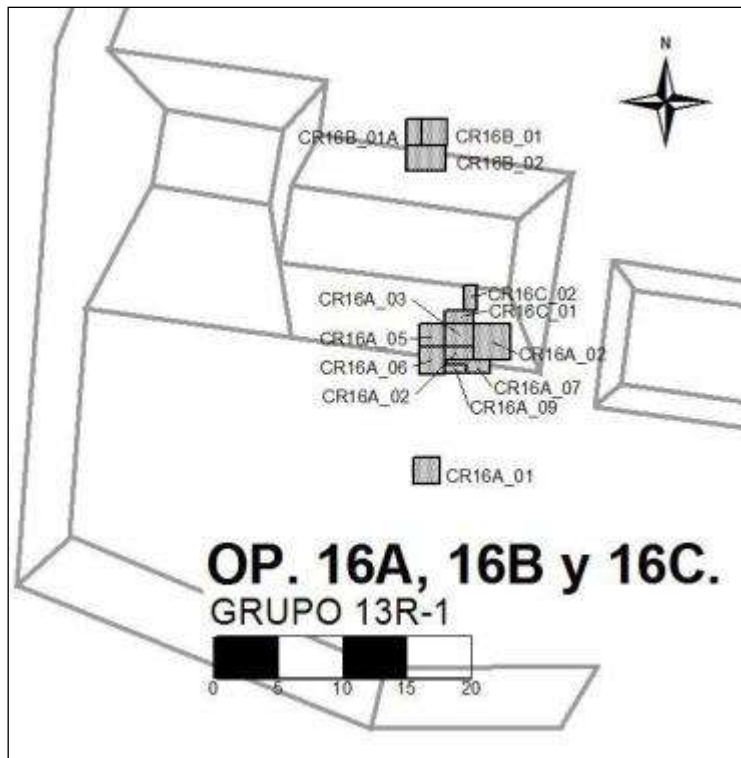 N
CR16B_01A
CR16B_01
CR16B_02
CR16C_02
CR16A_03
CR16C_01
CR16A_05
CR16A_02
CR16A_06
CR16A_07
CR16A_02
CR16A_09
CR16A_01
OP. 16A, 16B y 16C.
GRUPO 13R-1
0 5 10 15 20